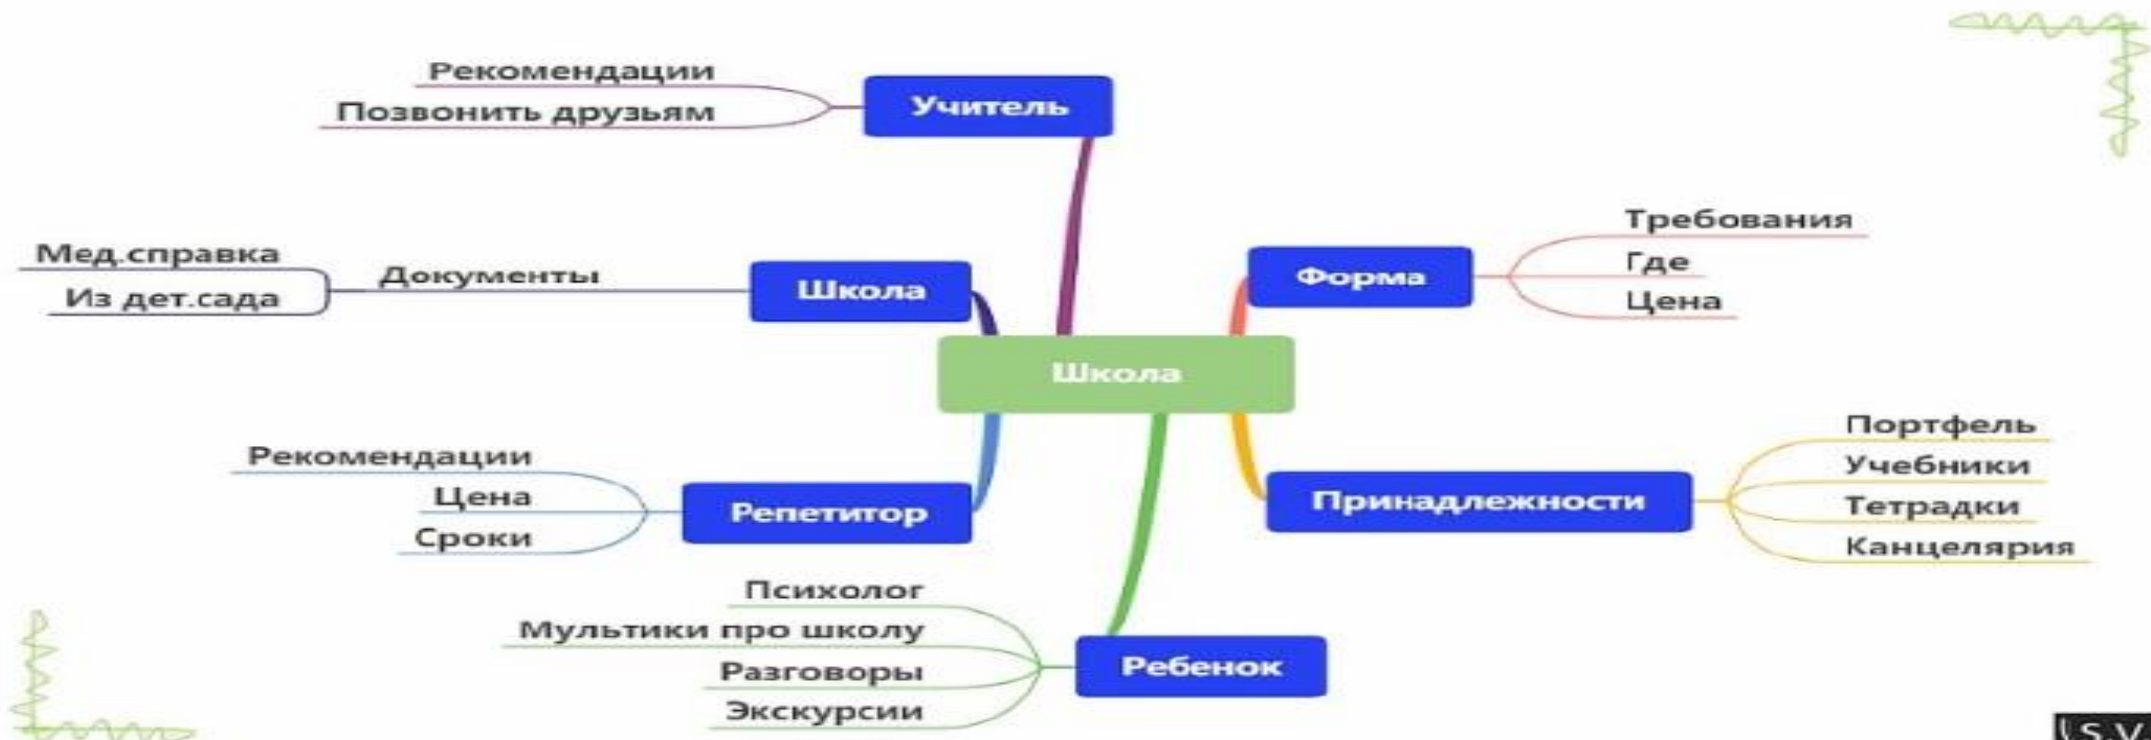 Рекомендации
Позвонить друзьям
Учитель
Мед.справка
Из дет.сада
Документы
Школа
Форма
Требования
Где
Цена
Школа
Рекомендации
Цена
Сроки
Репетитор
Принадлежности
Портфель
Учебники
Тетрадки
Канцелярия
Психолог
Мультики про школу
Разговоры
Экскурсии
Ребенок
S.V